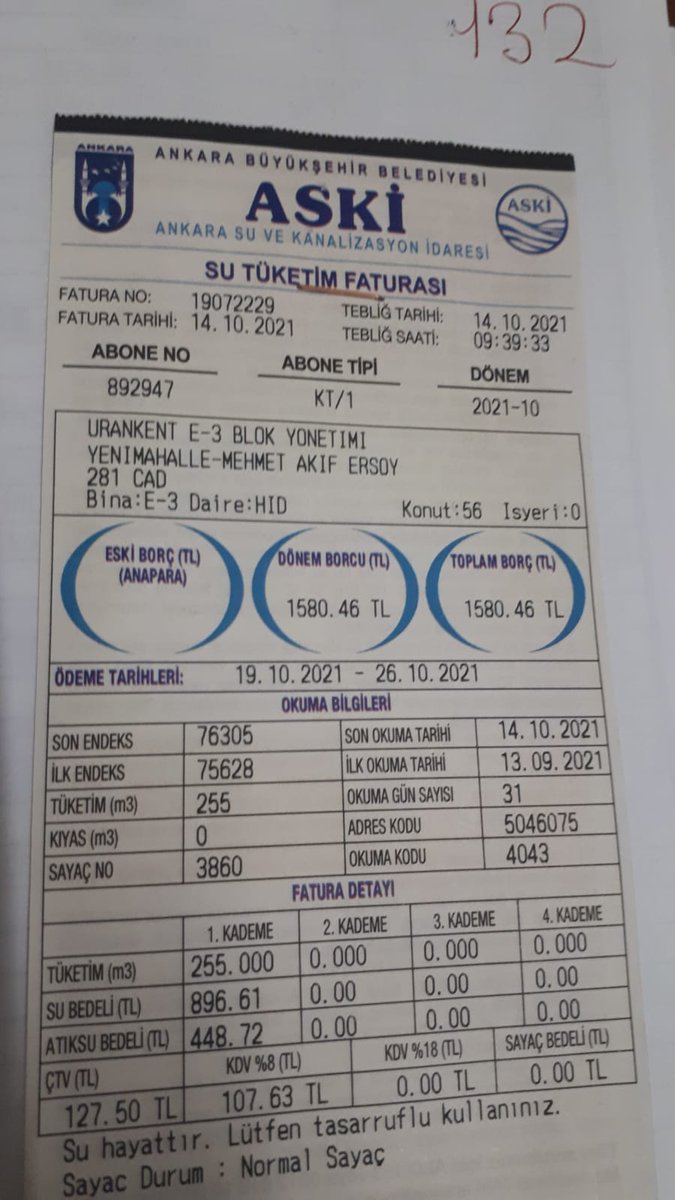 132
ANKARA
ANKARA BÜYÜKŞEHİR BELEDİYESİ
ASKİ
ASKİ
ANKARA SU VE KANALİZASYON İDARESİ
SU TÜKETİM FATURASI
FATURA NO: 19072229 TEBLİĞ TARİHİ: 14.10.2021
FATURA TARİHİ: 14.10.2021 TEBLİĞ SAATİ: 09:39:33
ABONE NO ABONE TİPİ DÖNEM
892947 KT/1 2021-10
URANKENT E-3 BLOK YONETIMI
YENIMAHALLE-MEHMET AKIF ERSOY
281 CAD
Bina:E-3 Daire:HID Konut:56 Isyeri:0
ESKİ BORÇ (TL) DÖNEM BORCU (TL) TOPLAM BORÇ (TL)
(ANAPARA)
1580.46 TL 1580.46 TL
ÖDEME TARİHLERİ: 19.10.2021 - 26.10.2021
OKUMA BİLGİLERİ
SON ENDEKS 76305 SON OKUMA TARİHİ 14.10.2021
İLK ENDEKS 75628 İLK OKUMA TARİHİ 13.09.2021
TÜKETİM (m3) 255 OKUMA GÜN SAYISI 31
KIYAS (m3) 0 ADRES KODU 5046075
SAYAÇ NO 3860 OKUMA KODU 4043
FATURA DETAYI
1. KADEME 2. KADEME 3. KADEME 4. KADEME
TÜKETİM (m3) 255.000 0.000 0.000 0.000
SU BEDELİ (TL) 896.61 0.00 0.00 0.00
ATIKSU BEDELİ (TL) 448.72 0.00 0.00 0.00
ÇTV (TL) KDV %8 (TL) KDV %18 (TL) SAYAÇ BEDELİ (TL)
127.50 TL 107.63 TL 0.00 TL 0.00 TL
Su hayattır. Lütfen tasarruflu kullanınız.
Sayac Durum : Normal Sayaç